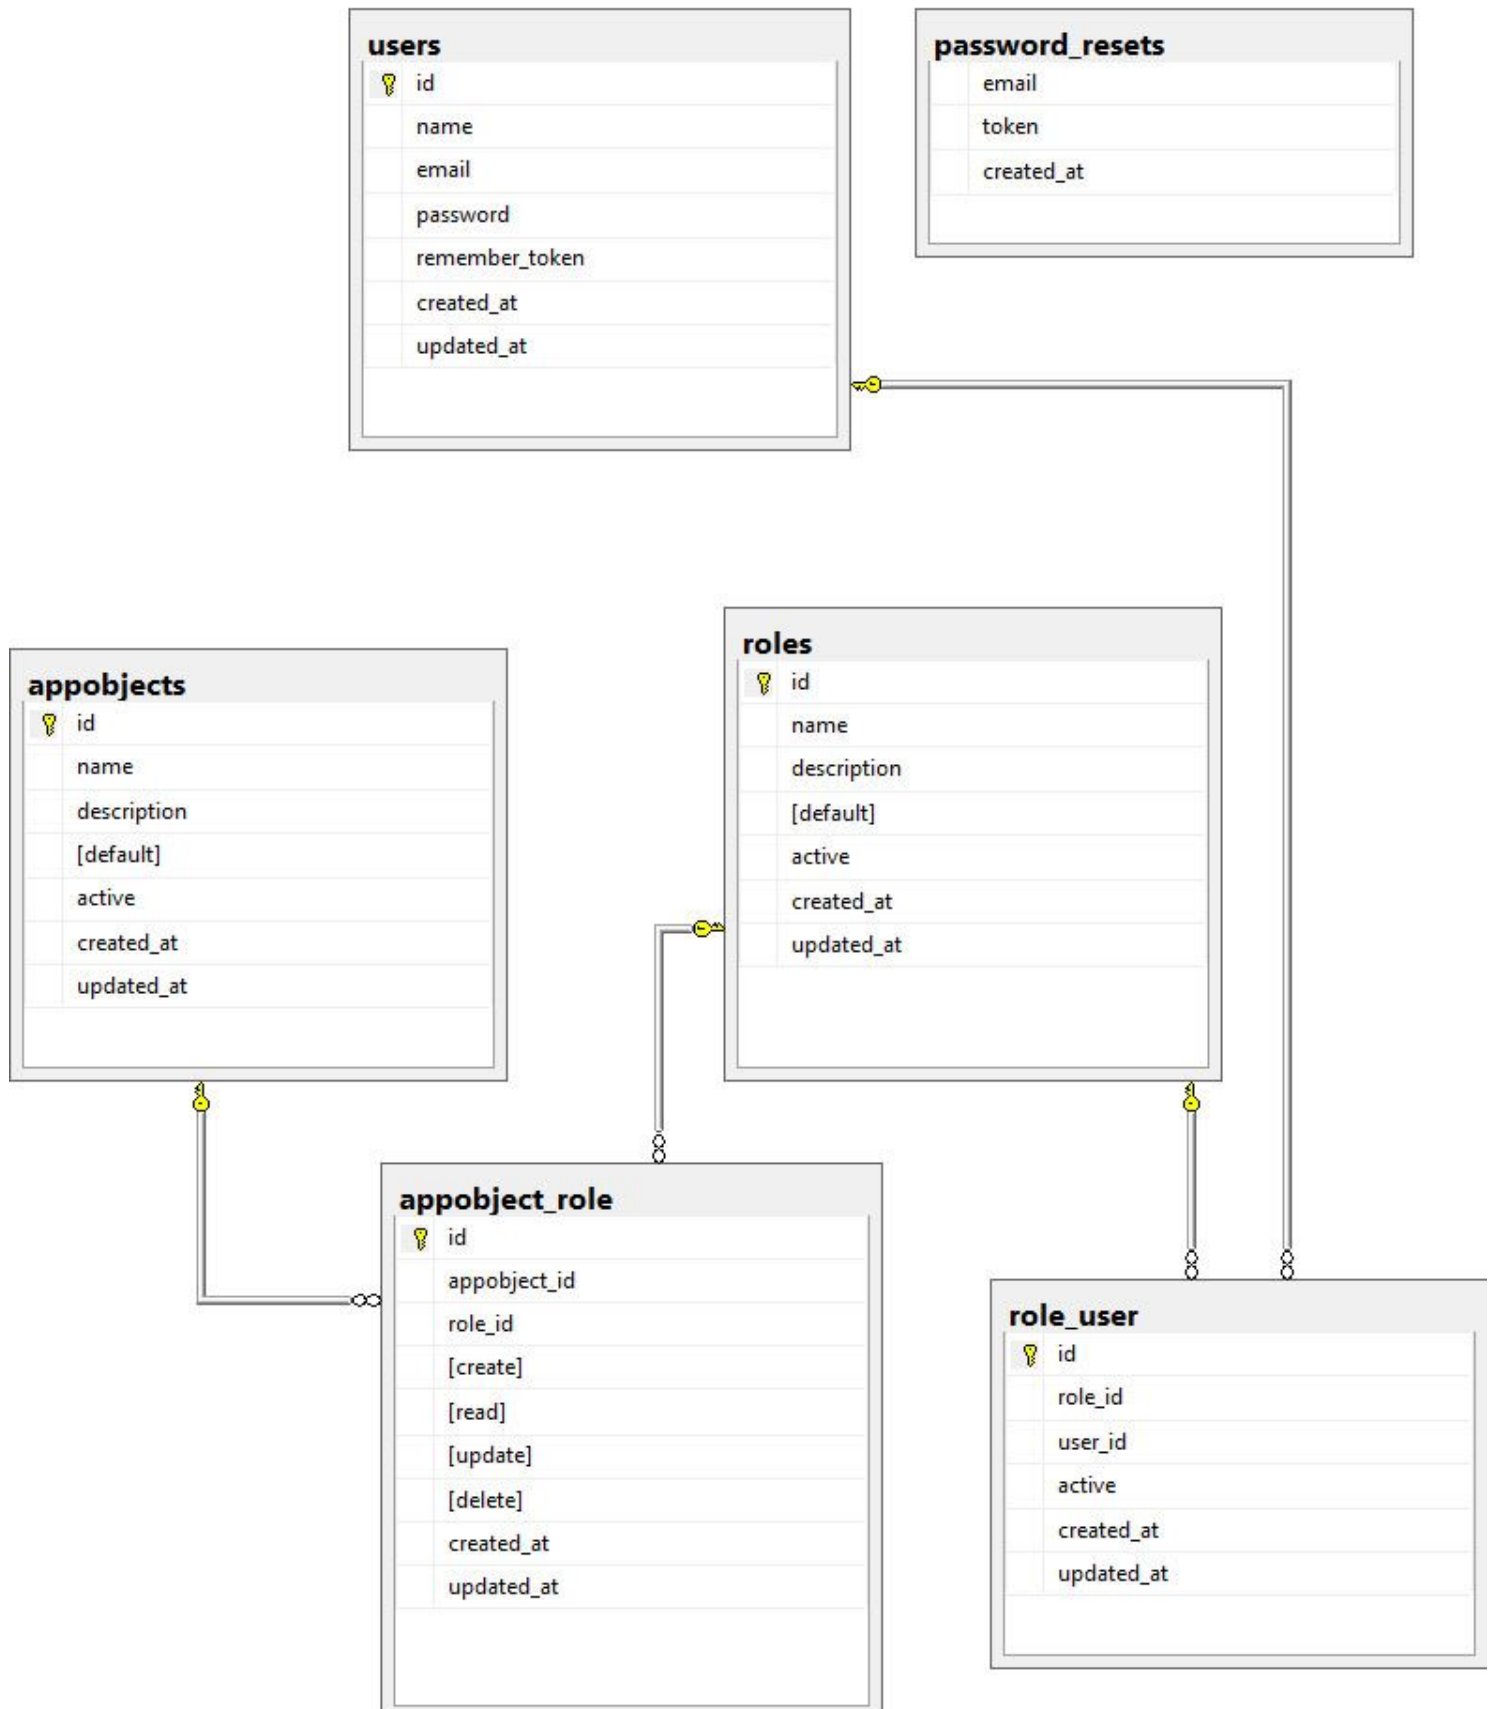 users
id
name
email
password
remember_token
created_at
updated_at
password_resets
email
token
created_at
appobjects
id
name
description
[default]
active
created_at
updated_at
roles
id
name
description
[default]
active
created_at
updated_at
appobject_role
id
appobject_id
role_id
[create]
[read]
[update]
[delete]
created_at
updated_at
role_user
id
role_id
user_id
active
created_at
updated_at